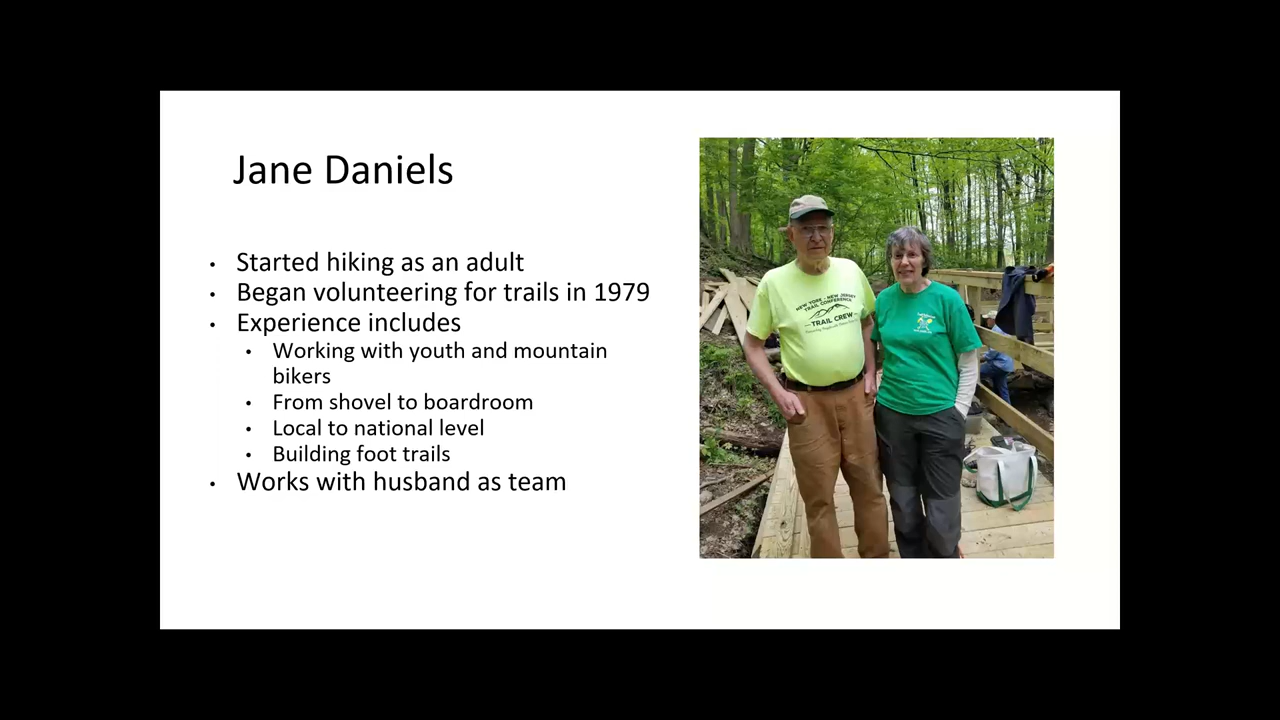 Jane Daniels
• Started hiking as an adult
• Began volunteering for trails in 1979
• Experience includes
• Working with youth and mountain
bikers
• From shovel to boardroom
• Local to national level
• Building foot trails
• Works with husband as team
NEW YORK - NEW JERSEY
TRAIL CONFERENCE
TRAIL CREW